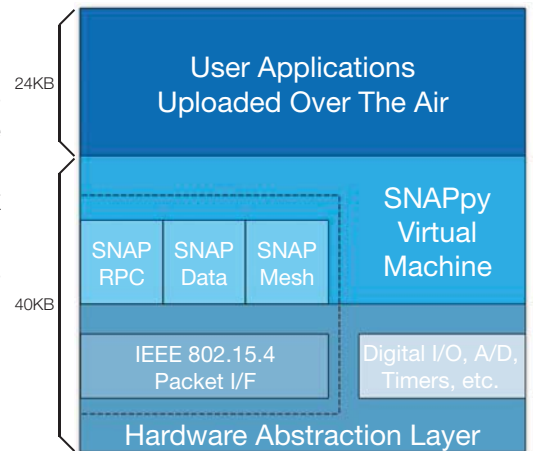 24KB
User Applications
Uploaded Over The Air
40KB
SNAPpy
Virtual
Machine
SNAP
RPC
SNAP
Data
SNAP
Mesh
IEEE 802.15.4
Packet I/F
Digital I/O, A/D,
Timers, etc.
Hardware Abstraction Layer